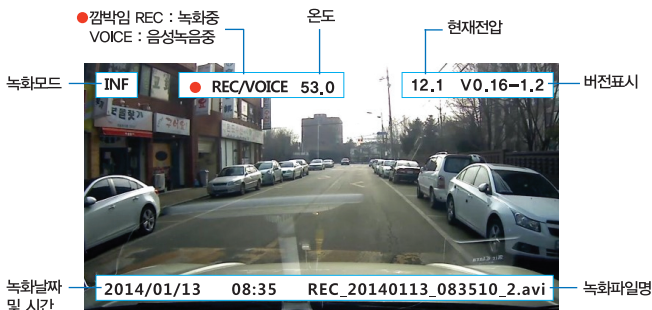 ●깜박임 REC : 녹화중
VOICE : 음성녹음중
온도
현재전압
녹화모드
INF
● REC/VOICE 53.0
12.1 V0.16-1.2
버전표시
녹화날짜
및 시간
2014/01/13 08:35 REC_20140113_083510_2.avi
녹화파일명